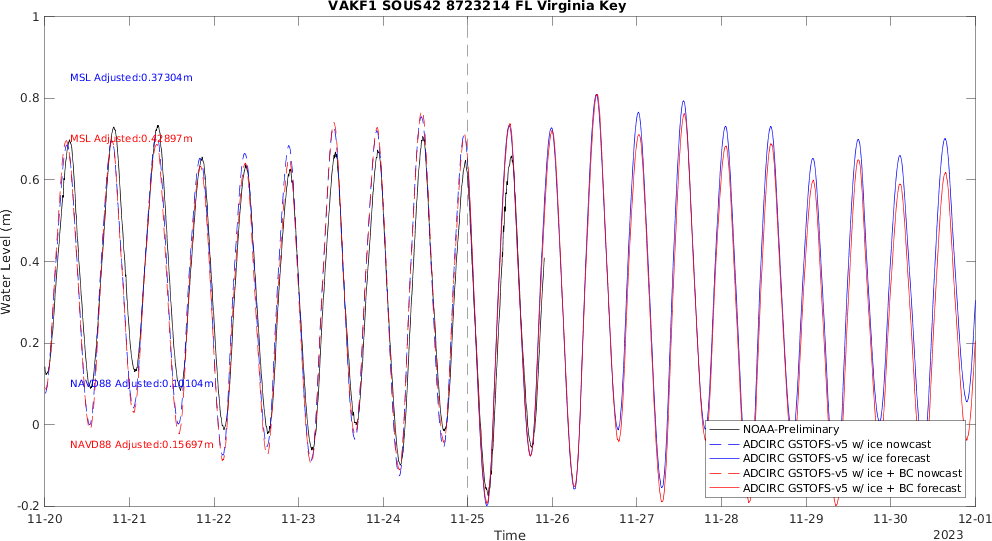 VAKF1 SOUS42 8723214 FL Virginia Key
1
0.8
0.6
0.4
0.2
0
-0.2
Water Level (m)
MSL Adjusted:0.37304m
MSL Adjusted:0.42897m
NAVD88 Adjusted:0.10104m
NAVD88 Adjusted:0.15697m
NOAA-Preliminary
ADCIRC GSTOFS-v5 w/ ice nowcast
ADCIRC GSTOFS-v5 w/ ice forecast
ADCIRC GSTOFS-v5 w/ ice + BC nowcast
ADCIRC GSTOFS-v5 w/ ice + BC forecast
11-20 11-21 11-22 11-23 11-24 11-25 11-26 11-27 11-28 11-29 11-30 12-01
Time
2023